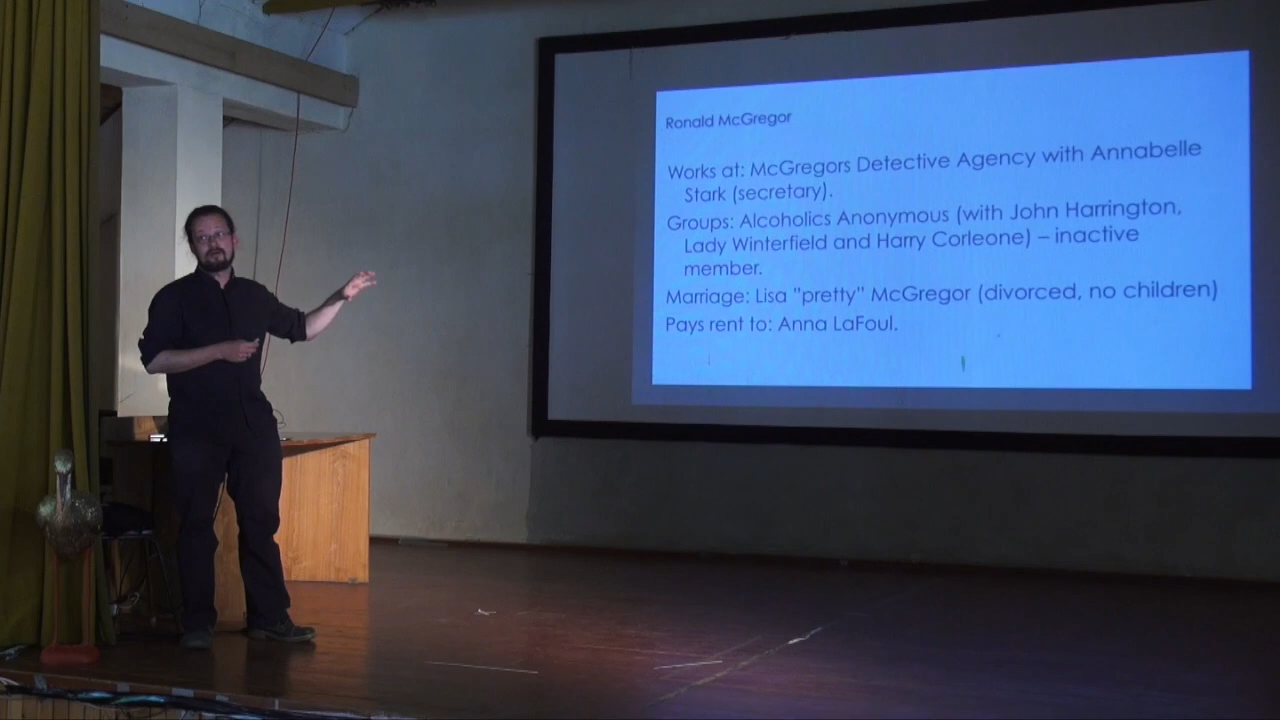 Ronald McGregor
Works at: McGregors Detective Agency with Annabelle
Stark (secretary).
Groups: Alcoholics Anonymous (with John Harrington,
Lady Winterfield and Harry Corleone) – inactive
member.
Marriage: Lisa "pretty" McGregor (divorced, no children)
Pays rent to: Anna LaFoul.